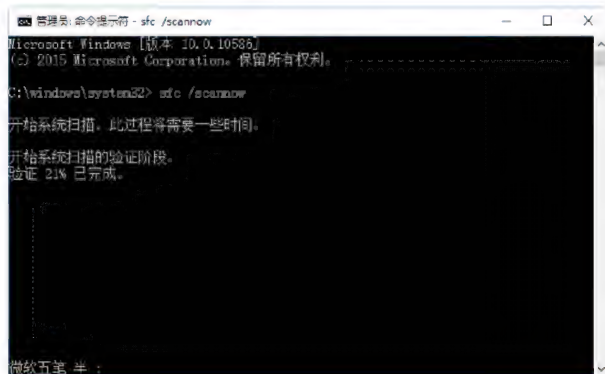 管理员: 命令提示符 - sfc /scannow
Microsoft Windows [版本 10.0.10586]
(c) 2015 Microsoft Corporation。保留所有权利。
C:\windows\system32> sfc /scannow
开始系统扫描。此过程将需要一些时间。
开始系统扫描的验证阶段。
验证 21% 已完成。
微软五笔 半 :